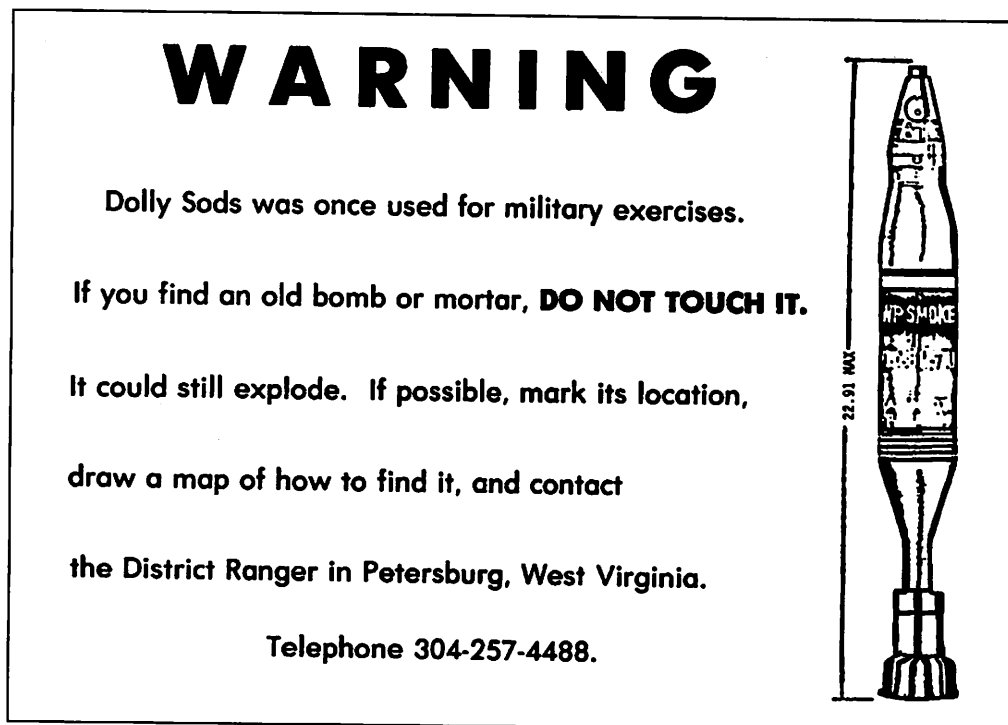 WARNING
Dolly Sods was once used for military exercises.
If you find an old bomb or mortar, DO NOT TOUCH IT.
It could still explode. If possible, mark its location,
draw a map of how to find it, and contact
the District Ranger in Petersburg, West Virginia.
Telephone 304-257-4488.
WP SMOKE
22.91 MAX